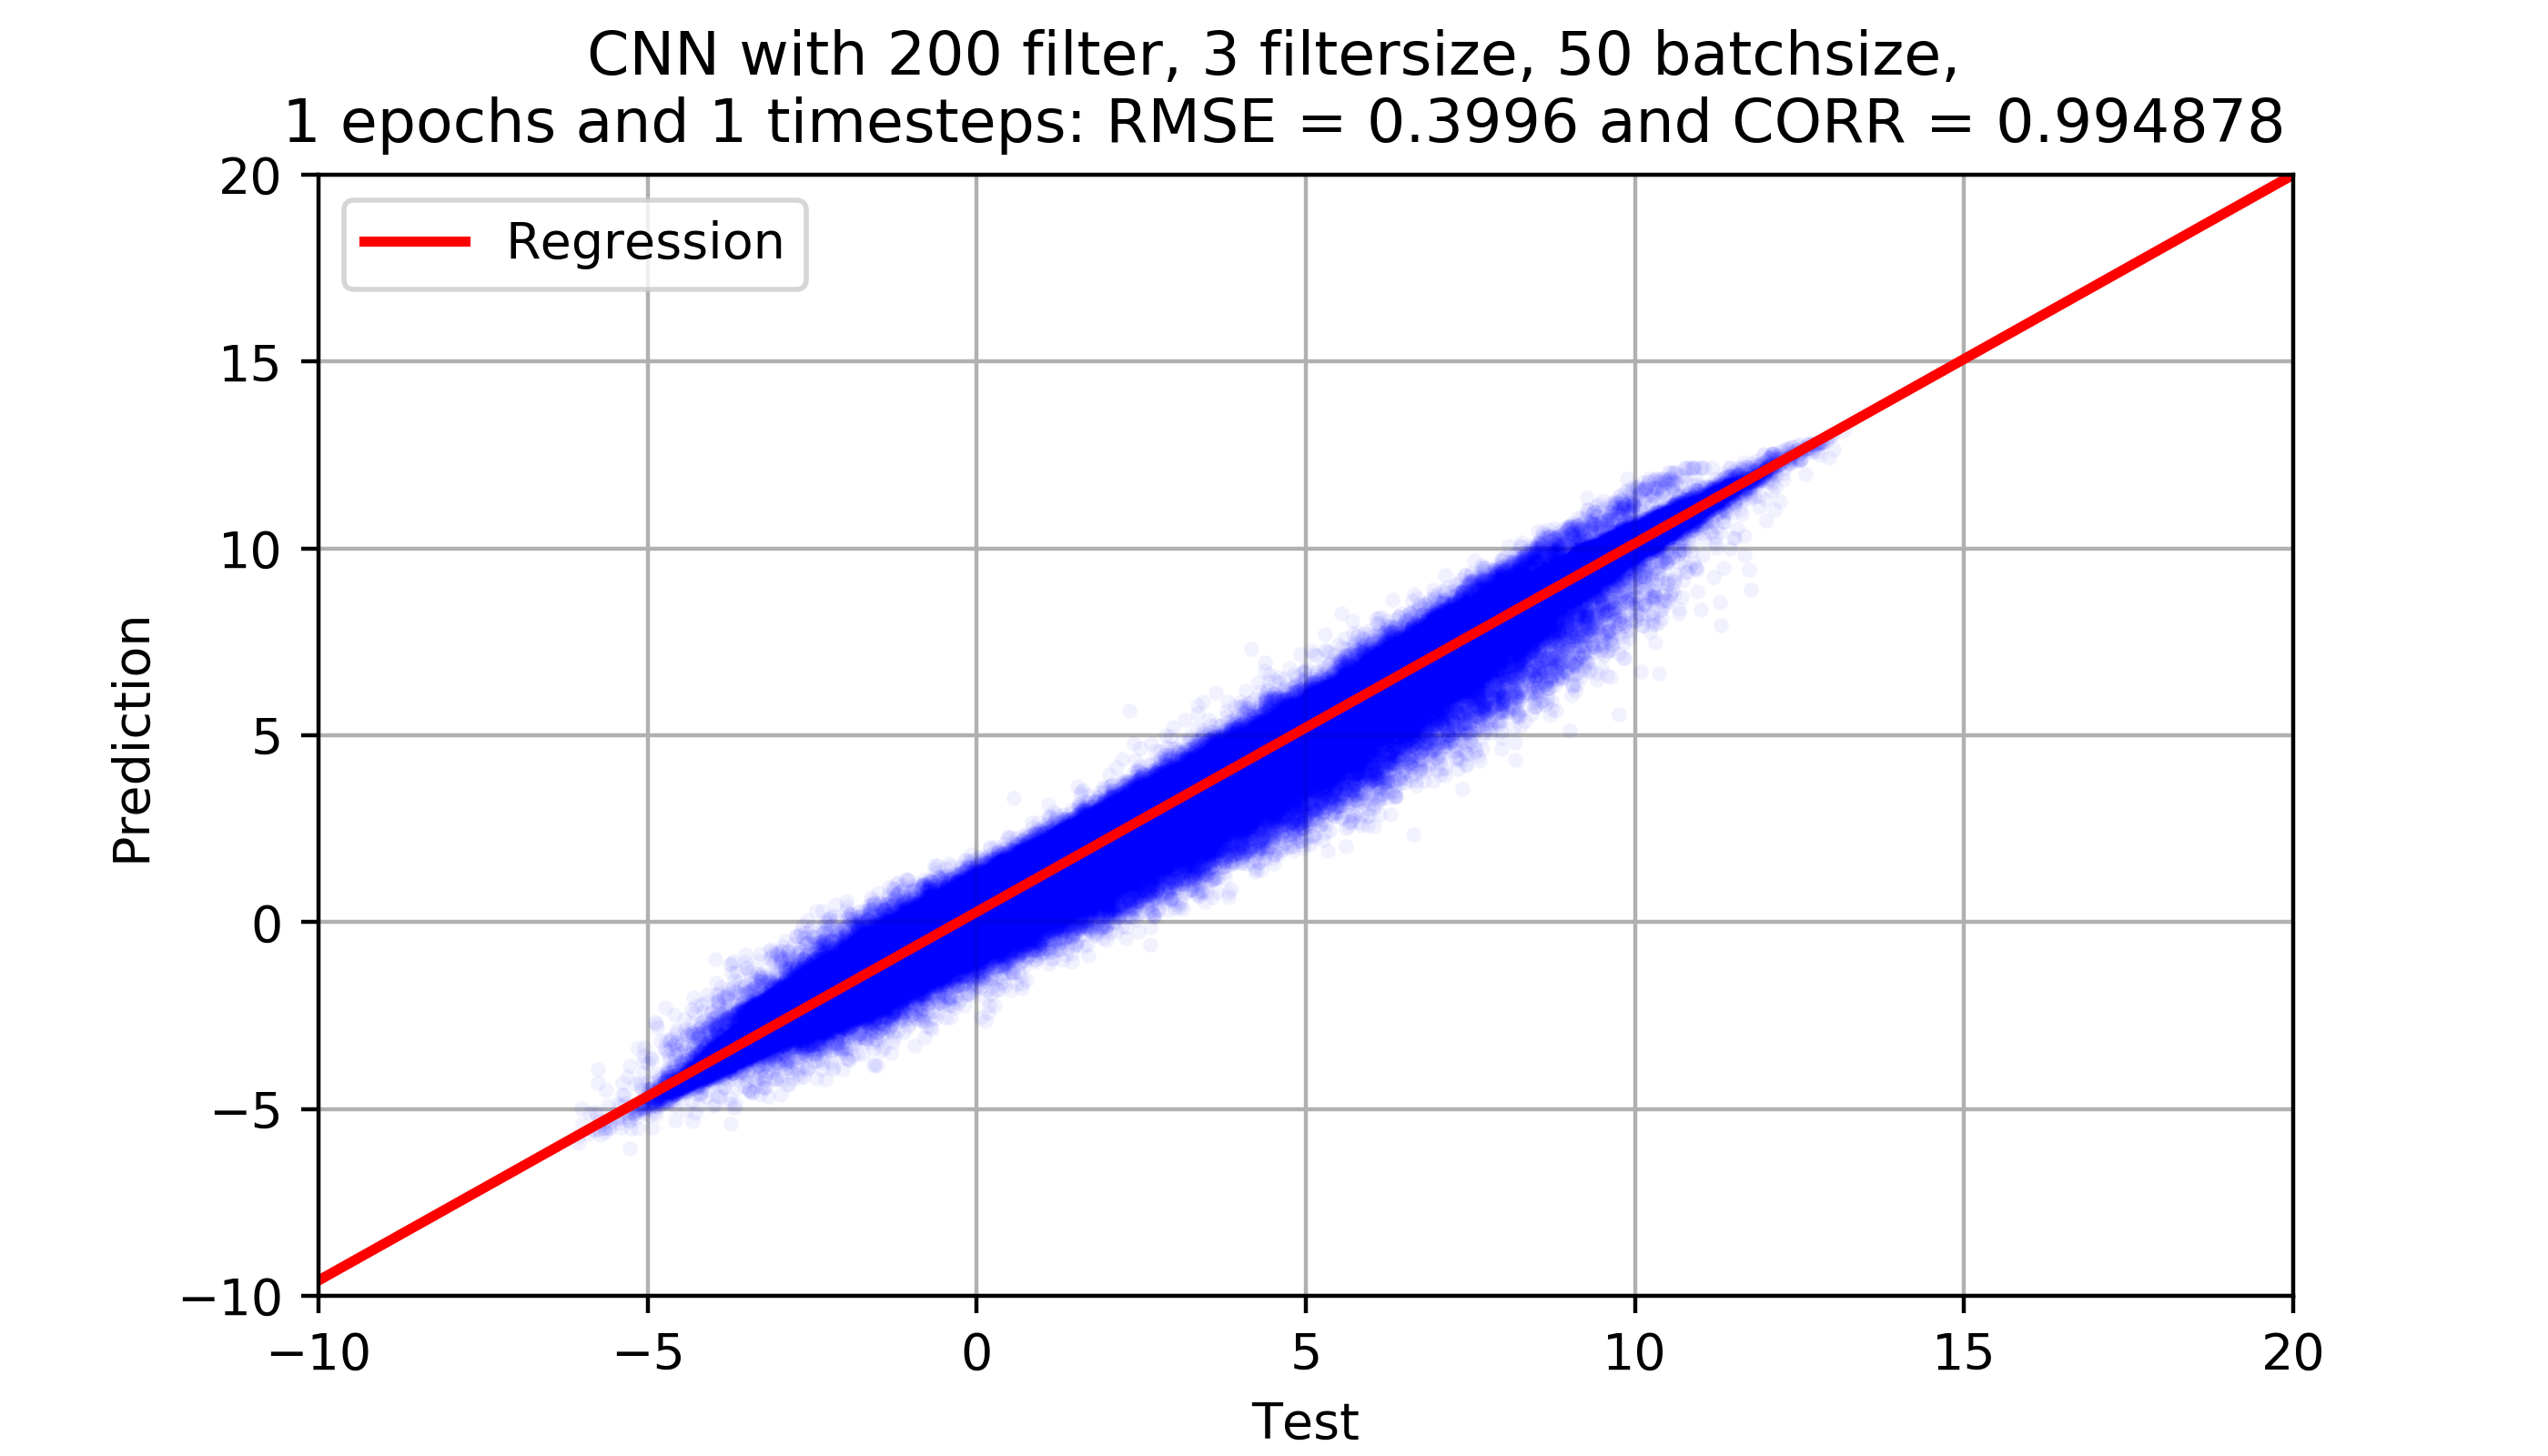 CNN with 200 filter, 3 filtersize, 50 batchsize,
1 epochs and 1 timesteps: RMSE = 0.3996 and CORR = 0.994878
Regression
20
15
10
5
0
−5
−10
Prediction
−10
−5
0
5
10
15
20
Test